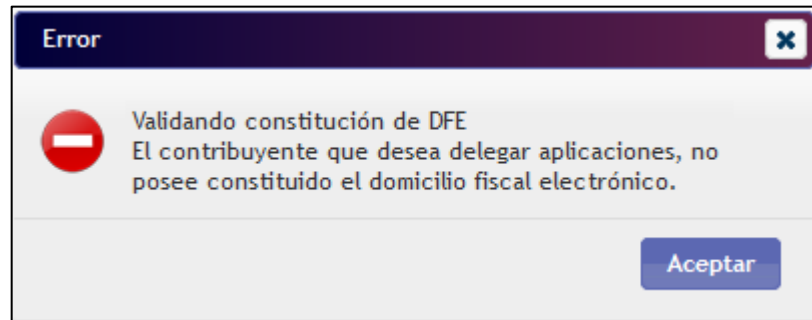 Error
Validando constitución de DFE
El contribuyente que desea delegar aplicaciones, no
posee constituido el domicilio fiscal electrónico.
Aceptar